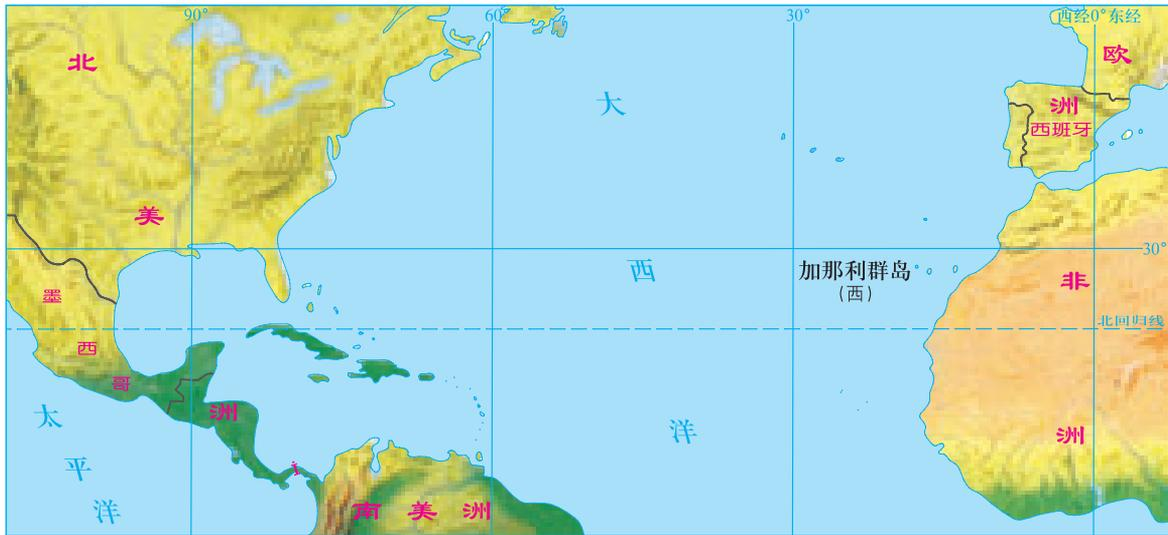 90°
60°
30°
西经0°东经
北
美
洲
大
西
洋
欧
洲
西班牙
30°
加那利群岛
(西)
非
洲
北回归线
墨
西
哥
太
平
洋
南美洲